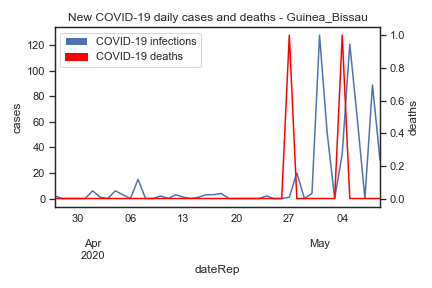 New COVID-19 daily cases and deaths - Guinea_Bissau
COVID-19 infections
COVID-19 deaths
120
100
80
60
40
20
0
cases
1.0
0.8
0.6
0.4
0.2
0.0
deaths
30 06 13 20 27 04
Apr May
2020
dateRep